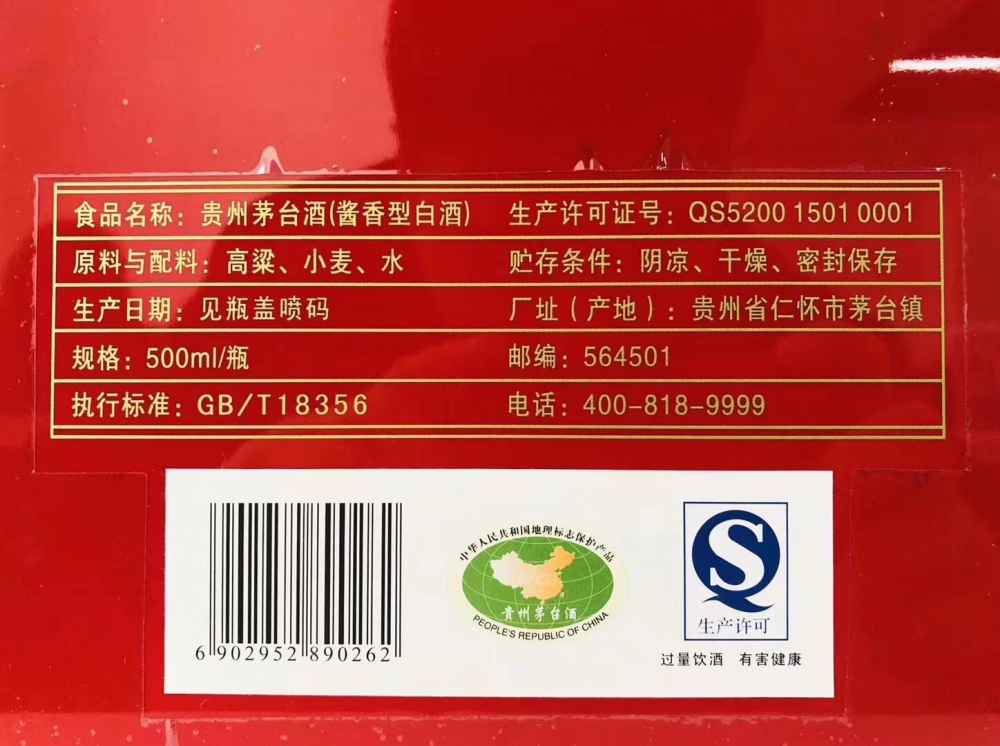 食品名称：贵州茅台酒(酱香型白酒) 生产许可证号：QS5200 1501 0001
原料与配料：高粱、小麦、水 贮存条件：阴凉、干燥、密封保存
生产日期：见瓶盖喷码 厂址（产地）：贵州省仁怀市茅台镇
规格：500ml/瓶 邮编：564501
执行标准：GB/T18356 电话：400-818-9999
中华人民共和国地理标志保护产品
贵州茅台酒
PEOPLE'S REPUBLIC OF CHINA
S
生产许可
6 902952 890262
过量饮酒 有害健康